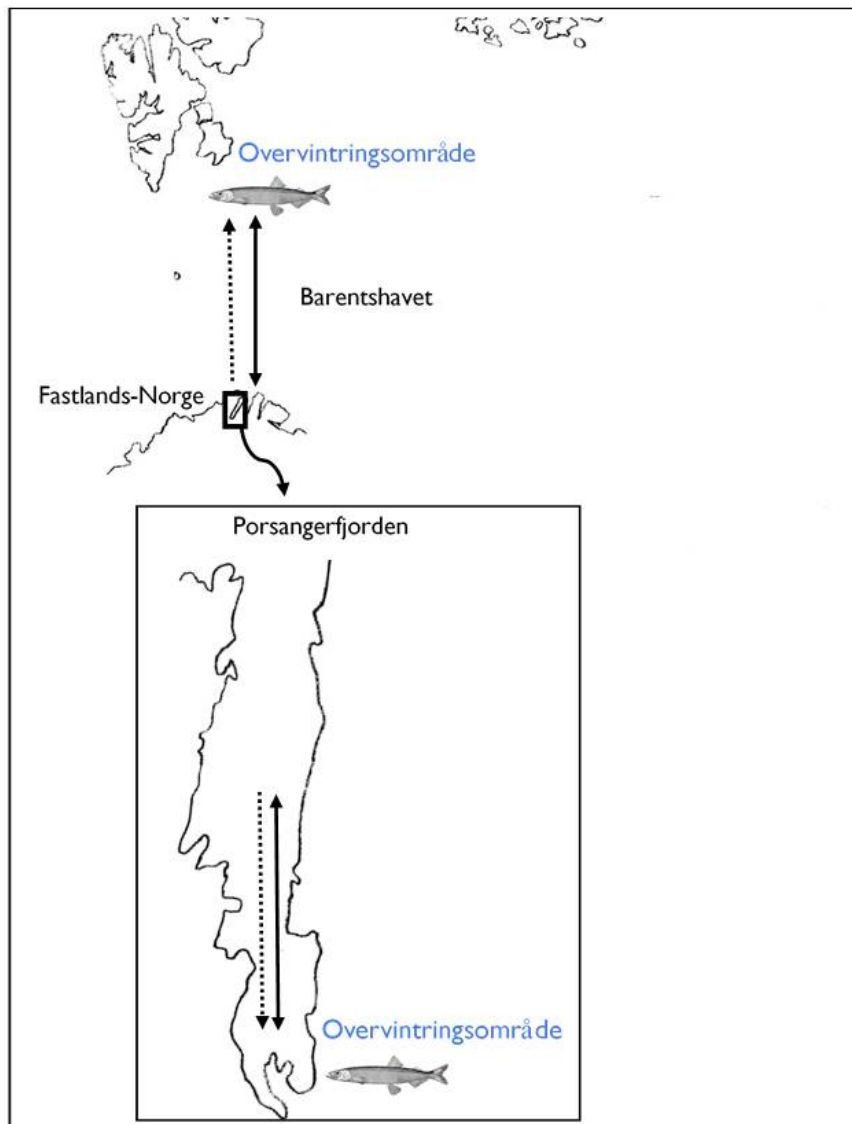 Overvintringsområde
Barentshavet
Fastlands-Norge
Porsangerfjorden
Overvintringsområde